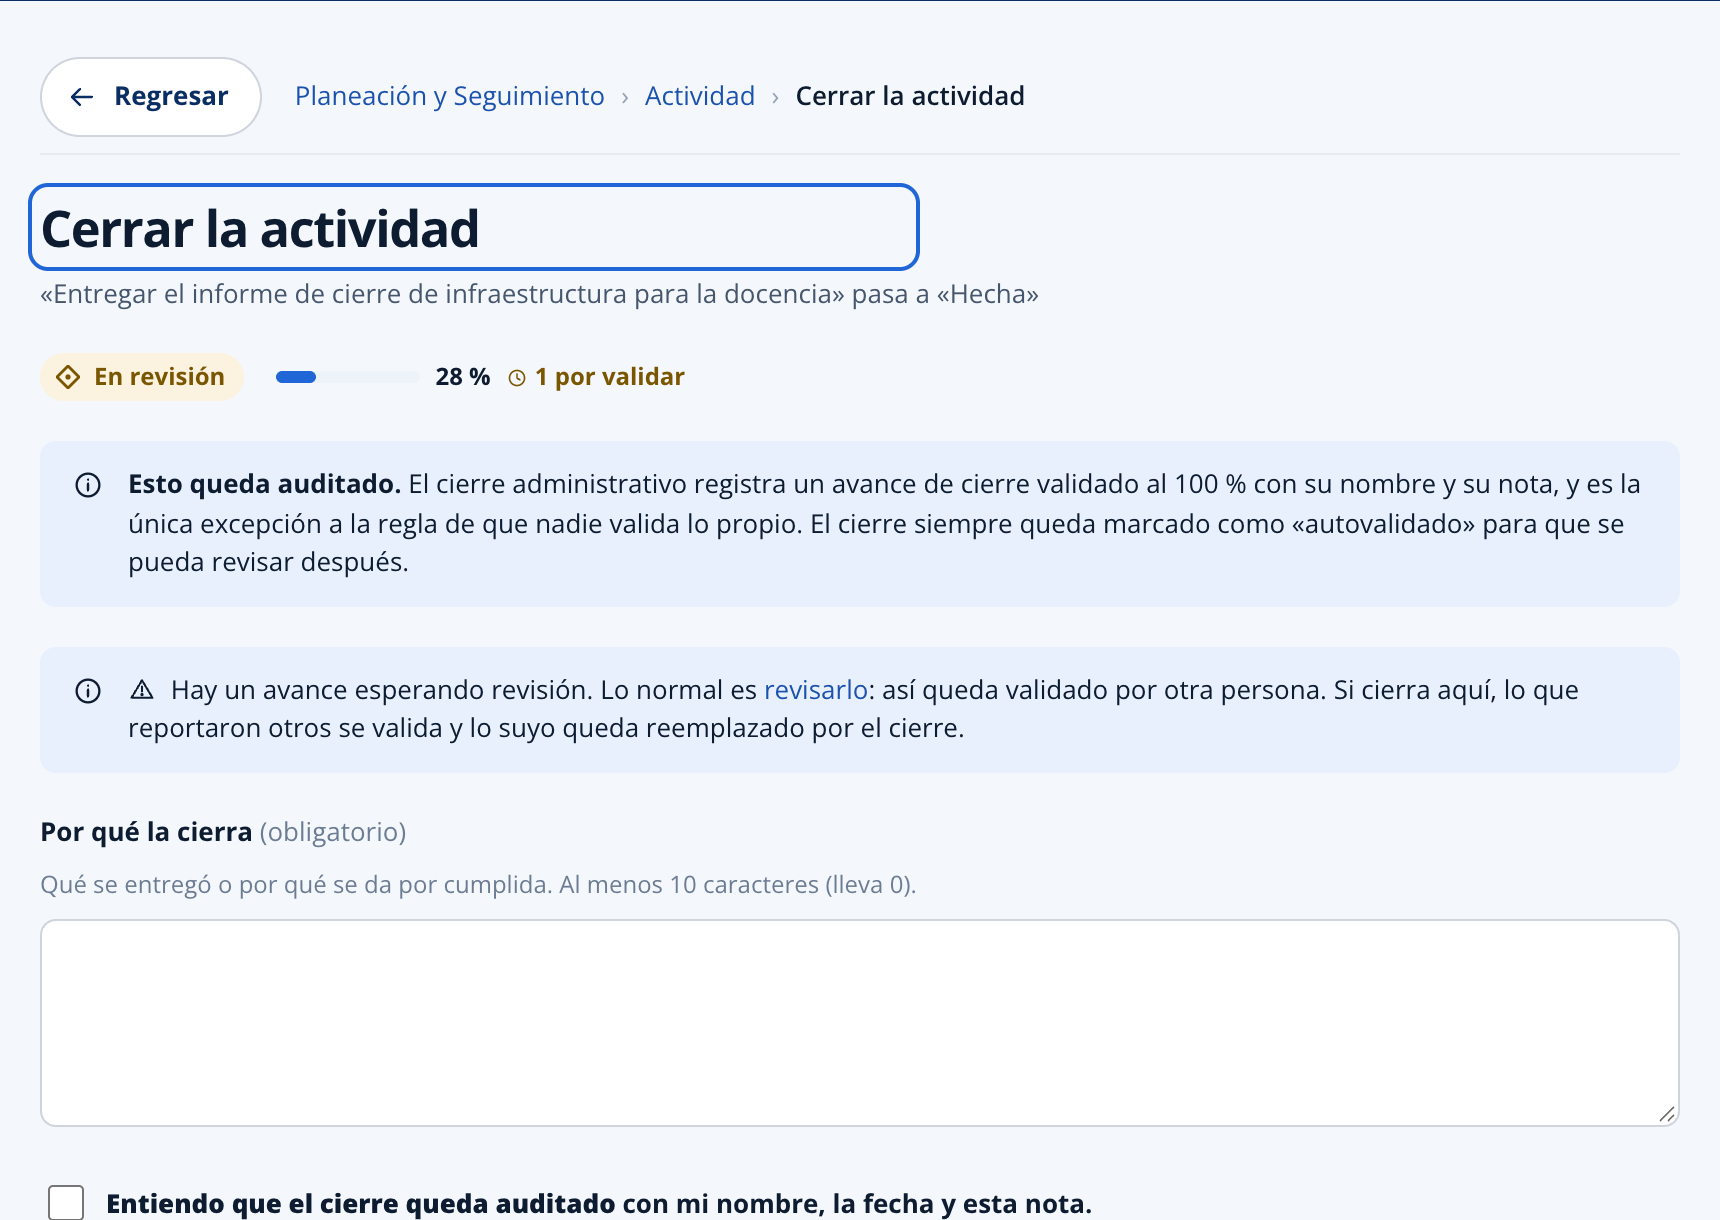 Regresar
Planeación y Seguimiento › Actividad › Cerrar la actividad
Cerrar la actividad
«Entregar el informe de cierre de infraestructura para la docencia» pasa a «Hecha»
En revisión 28 % 1 por validar
Esto queda auditado. El cierre administrativo registra un avance de cierre validado al 100 % con su nombre y su nota, y es la
única excepción a la regla de que nadie valida lo propio. El cierre siempre queda marcado como «autovalidado» para que se
pueda revisar después.
Hay un avance esperando revisión. Lo normal es revisarlo: así queda validado por otra persona. Si cierra aquí, lo que
reportaron otros se valida y lo suyo queda reemplazado por el cierre.
Por qué la cierra (obligatorio)
Qué se entregó o por qué se da por cumplida. Al menos 10 caracteres (lleva 0).
Entiendo que el cierre queda auditado con mi nombre, la fecha y esta nota.